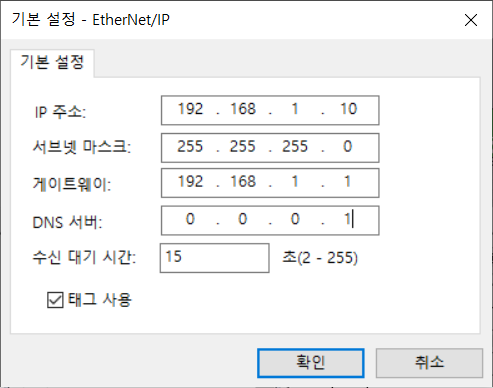 기본 설정 - EtherNet/IP
기본 설정
IP 주소: 192 . 168 . 1 . 10
서브넷 마스크: 255 . 255 . 255 . 0
게이트웨이: 192 . 168 . 1 . 1
DNS 서버: 0 . 0 . 0 . 1
수신 대기 시간: 15 초(2 - 255)
태그 사용
확인 취소